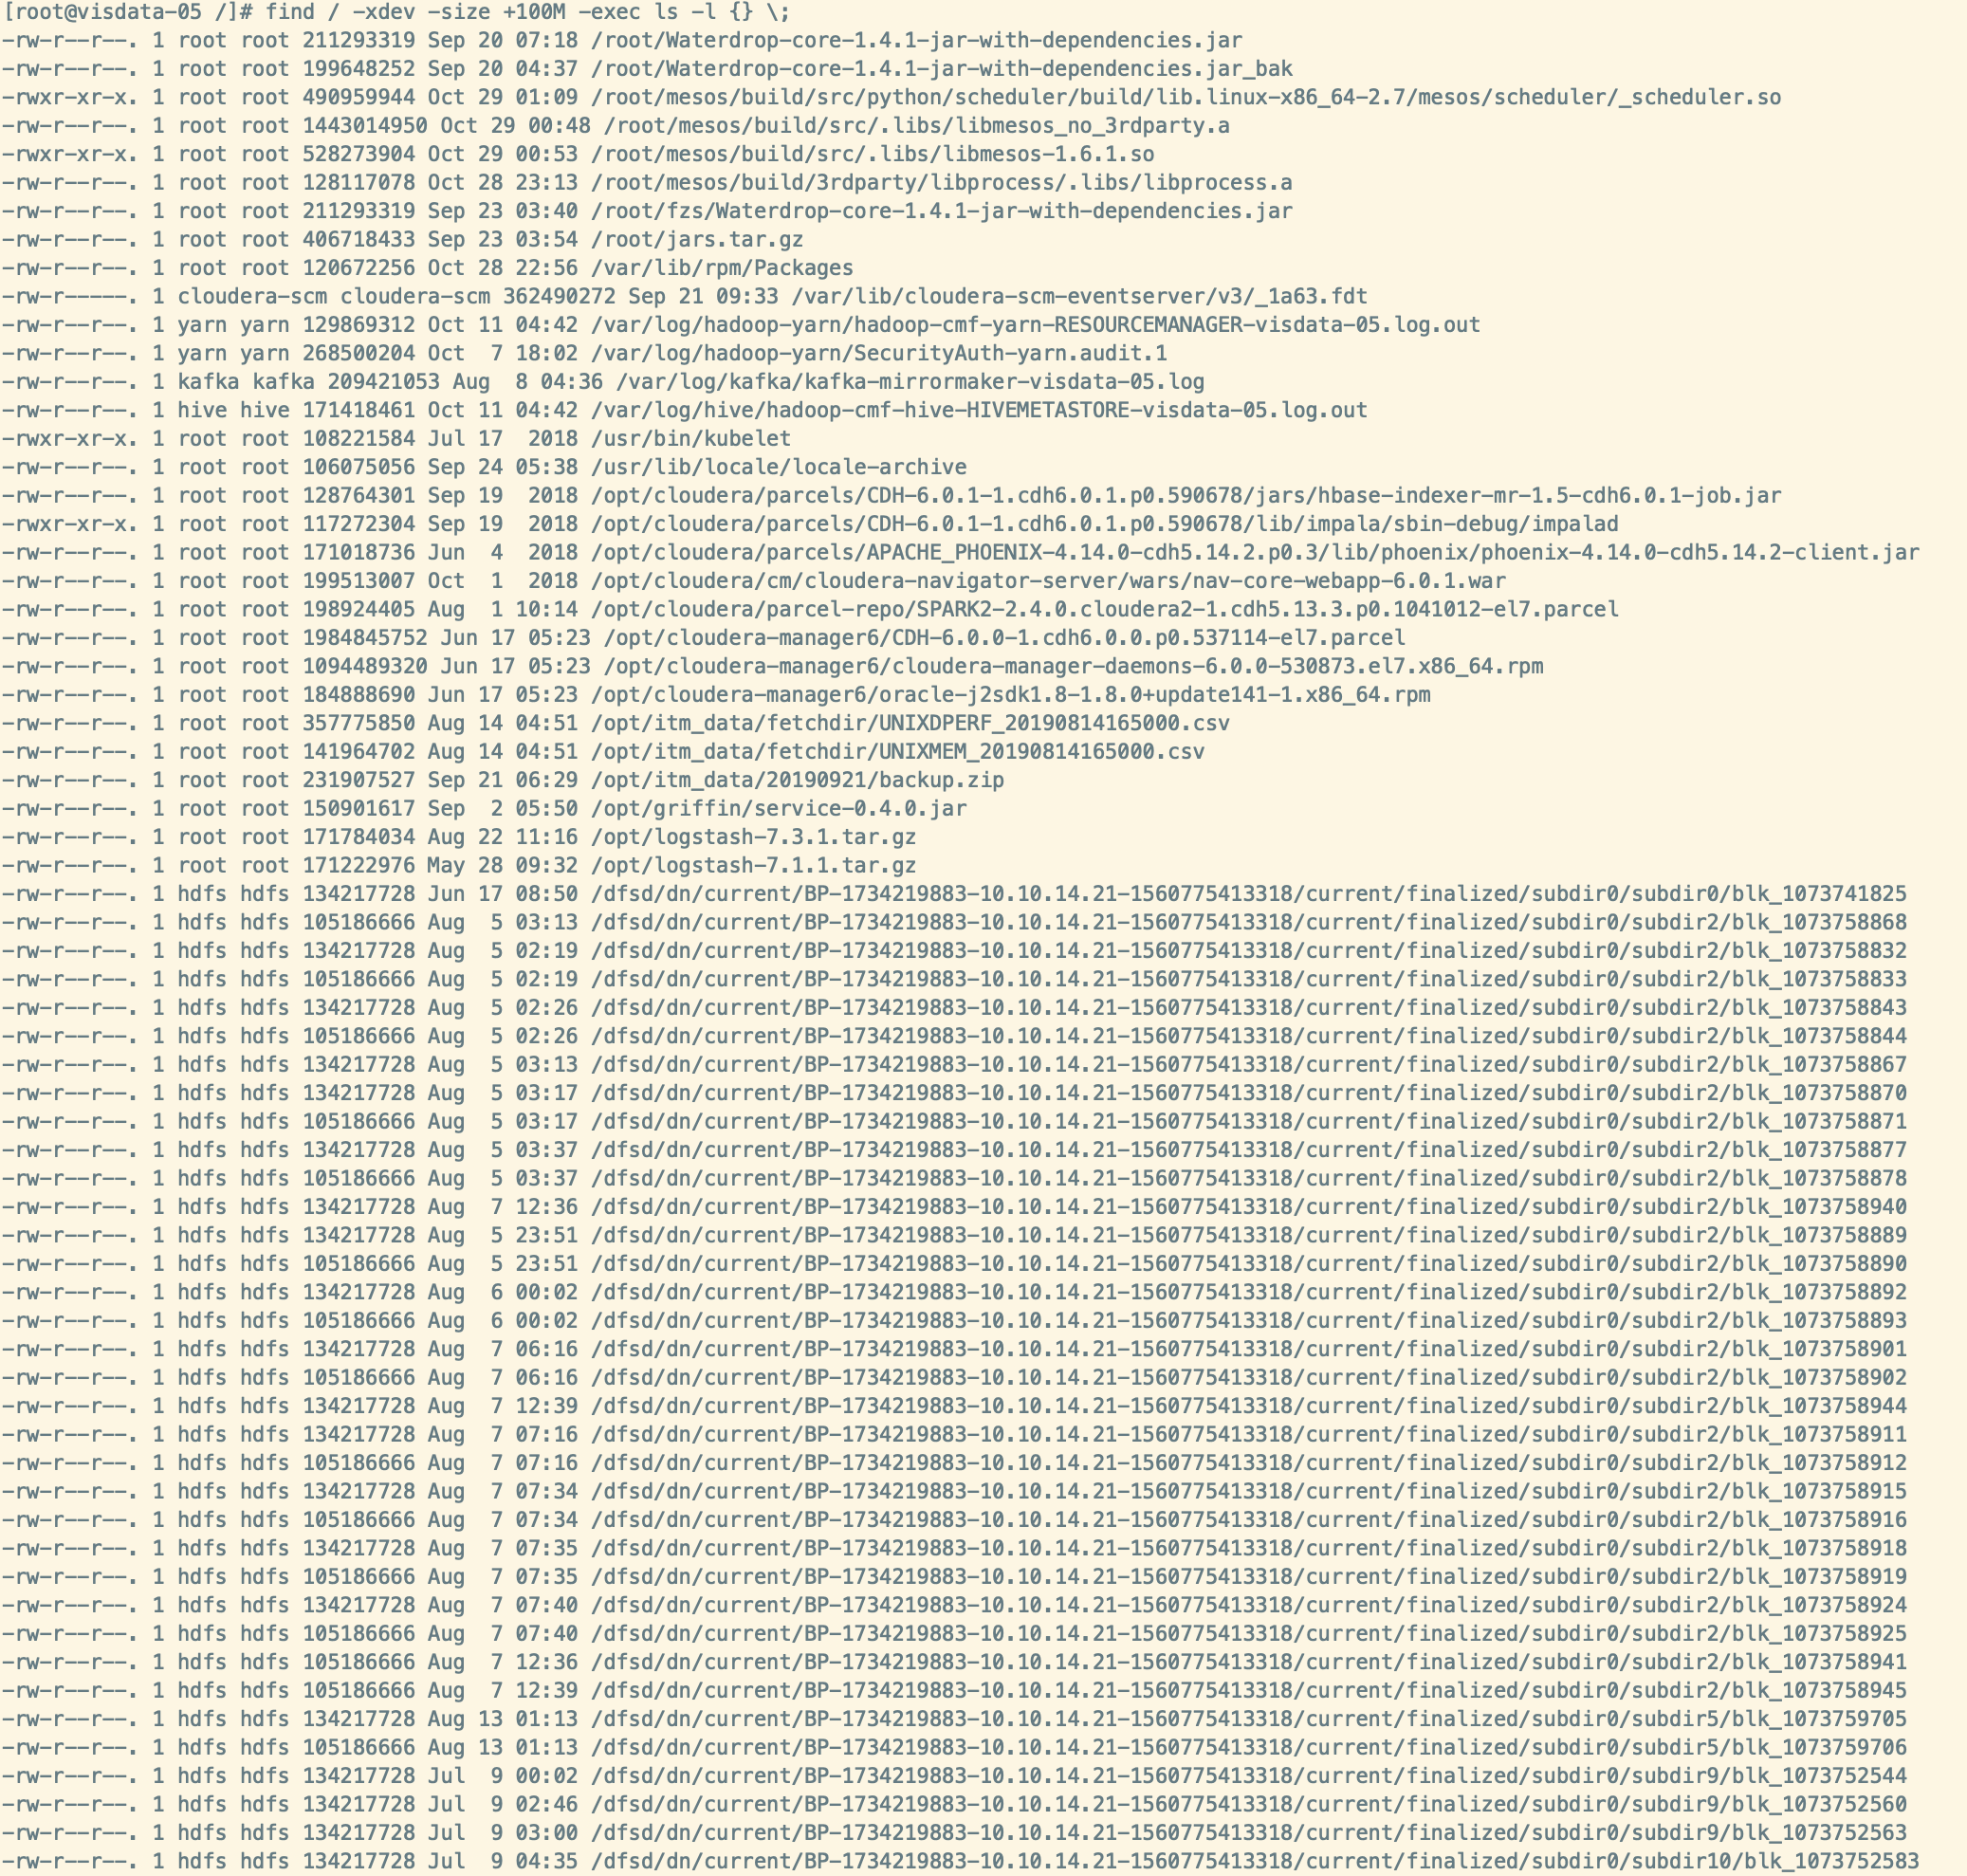 [root@visdata-05 /]# find / -xdev -size +100M -exec ls -l {} \;
-rw-r--r--. 1 root root 211293319 Sep 20 07:18 /root/Waterdrop-core-1.4.1-jar-with-dependencies.jar
-rw-r--r--. 1 root root 199648252 Sep 20 04:37 /root/Waterdrop-core-1.4.1-jar-with-dependencies.jar_bak
-rwxr-xr-x. 1 root root 490959944 Oct 29 01:09 /root/mesos/build/src/python/scheduler/build/lib.linux-x86_64-2.7/mesos/scheduler/_scheduler.so
-rw-r--r--. 1 root root 1443014950 Oct 29 00:48 /root/mesos/build/src/.libs/libmesos_no_3rdparty.a
-rwxr-xr-x. 1 root root 528273904 Oct 29 00:53 /root/mesos/build/src/.libs/libmesos-1.6.1.so
-rw-r--r--. 1 root root 128117078 Oct 28 23:13 /root/mesos/build/3rdparty/libprocess/.libs/libprocess.a
-rw-r--r--. 1 root root 211293319 Sep 23 03:40 /root/fzs/Waterdrop-core-1.4.1-jar-with-dependencies.jar
-rw-r--r--. 1 root root 406718433 Sep 23 03:54 /root/jars.tar.gz
-rw-r--r--. 1 root root 120672256 Oct 28 22:56 /var/lib/rpm/Packages
-rw-r-----. 1 cloudera-scm cloudera-scm 362490272 Sep 21 09:33 /var/lib/cloudera-scm-eventserver/v3/_1a63.fdt
-rw-r--r--. 1 yarn yarn 129869312 Oct 11 04:42 /var/log/hadoop-yarn/hadoop-cmf-yarn-RESOURCEMANAGER-visdata-05.log.out
-rw-r--r--. 1 yarn yarn 268500204 Oct  7 18:02 /var/log/hadoop-yarn/SecurityAuth-yarn.audit.1
-rw-r--r--. 1 kafka kafka 209421053 Aug  8 04:36 /var/log/kafka/kafka-mirrormaker-visdata-05.log
-rw-r--r--. 1 hive hive 171418461 Oct 11 04:42 /var/log/hive/hadoop-cmf-hive-HIVEMETASTORE-visdata-05.log.out
-rwxr-xr-x. 1 root root 108221584 Jul 17  2018 /usr/bin/kubelet
-rw-r--r--. 1 root root 106075056 Sep 24 05:38 /usr/lib/locale/locale-archive
-rw-r--r--. 1 root root 128764301 Sep 19  2018 /opt/cloudera/parcels/CDH-6.0.1-1.cdh6.0.1.p0.590678/jars/hbase-indexer-mr-1.5-cdh6.0.1-job.jar
-rwxr-xr-x. 1 root root 117272304 Sep 19  2018 /opt/cloudera/parcels/CDH-6.0.1-1.cdh6.0.1.p0.590678/lib/impala/sbin-debug/impalad
-rw-r--r--. 1 root root 171018736 Jun  4  2018 /opt/cloudera/parcels/APACHE_PHOENIX-4.14.0-cdh5.14.2.p0.3/lib/phoenix/phoenix-4.14.0-cdh5.14.2-client.jar
-rw-r--r--. 1 root root 199513007 Oct  1  2018 /opt/cloudera/cm/cloudera-navigator-server/wars/nav-core-webapp-6.0.1.war
-rw-r--r--. 1 root root 198924405 Aug  1 10:14 /opt/cloudera/parcel-repo/SPARK2-2.4.0.cloudera2-1.cdh5.13.3.p0.1041012-el7.parcel
-rw-r--r--. 1 root root 1984845752 Jun 17 05:23 /opt/cloudera-manager6/CDH-6.0.0-1.cdh6.0.0.p0.537114-el7.parcel
-rw-r--r--. 1 root root 1094489320 Jun 17 05:23 /opt/cloudera-manager6/cloudera-manager-daemons-6.0.0-530873.el7.x86_64.rpm
-rw-r--r--. 1 root root 184888690 Jun 17 05:23 /opt/cloudera-manager6/oracle-j2sdk1.8-1.8.0+update141-1.x86_64.rpm
-rw-r--r--. 1 root root 357775850 Aug 14 04:51 /opt/itm_data/fetchdir/UNIXDPERF_20190814165000.csv
-rw-r--r--. 1 root root 141964702 Aug 14 04:51 /opt/itm_data/fetchdir/UNIXMEM_20190814165000.csv
-rw-r--r--. 1 root root 231907527 Sep 21 06:29 /opt/itm_data/20190921/backup.zip
-rw-r--r--. 1 root root 150901617 Sep  2 05:50 /opt/griffin/service-0.4.0.jar
-rw-r--r--. 1 root root 171784034 Aug 22 11:16 /opt/logstash-7.3.1.tar.gz
-rw-r--r--. 1 root root 171222976 May 28 09:32 /opt/logstash-7.1.1.tar.gz
-rw-r--r--. 1 hdfs hdfs 134217728 Jun 17 08:50 /dfsd/dn/current/BP-1734219883-10.10.14.21-1560775413318/current/finalized/subdir0/subdir0/blk_1073741825
-rw-r--r--. 1 hdfs hdfs 105186666 Aug  5 03:13 /dfsd/dn/current/BP-1734219883-10.10.14.21-1560775413318/current/finalized/subdir0/subdir2/blk_1073758868
-rw-r--r--. 1 hdfs hdfs 134217728 Aug  5 02:19 /dfsd/dn/current/BP-1734219883-10.10.14.21-1560775413318/current/finalized/subdir0/subdir2/blk_1073758832
-rw-r--r--. 1 hdfs hdfs 105186666 Aug  5 02:19 /dfsd/dn/current/BP-1734219883-10.10.14.21-1560775413318/current/finalized/subdir0/subdir2/blk_1073758833
-rw-r--r--. 1 hdfs hdfs 134217728 Aug  5 02:26 /dfsd/dn/current/BP-1734219883-10.10.14.21-1560775413318/current/finalized/subdir0/subdir2/blk_1073758843
-rw-r--r--. 1 hdfs hdfs 105186666 Aug  5 02:26 /dfsd/dn/current/BP-1734219883-10.10.14.21-1560775413318/current/finalized/subdir0/subdir2/blk_1073758844
-rw-r--r--. 1 hdfs hdfs 134217728 Aug  5 03:13 /dfsd/dn/current/BP-1734219883-10.10.14.21-1560775413318/current/finalized/subdir0/subdir2/blk_1073758867
-rw-r--r--. 1 hdfs hdfs 134217728 Aug  5 03:17 /dfsd/dn/current/BP-1734219883-10.10.14.21-1560775413318/current/finalized/subdir0/subdir2/blk_1073758870
-rw-r--r--. 1 hdfs hdfs 105186666 Aug  5 03:17 /dfsd/dn/current/BP-1734219883-10.10.14.21-1560775413318/current/finalized/subdir0/subdir2/blk_1073758871
-rw-r--r--. 1 hdfs hdfs 134217728 Aug  5 03:37 /dfsd/dn/current/BP-1734219883-10.10.14.21-1560775413318/current/finalized/subdir0/subdir2/blk_1073758877
-rw-r--r--. 1 hdfs hdfs 105186666 Aug  5 03:37 /dfsd/dn/current/BP-1734219883-10.10.14.21-1560775413318/current/finalized/subdir0/subdir2/blk_1073758878
-rw-r--r--. 1 hdfs hdfs 134217728 Aug  7 12:36 /dfsd/dn/current/BP-1734219883-10.10.14.21-1560775413318/current/finalized/subdir0/subdir2/blk_1073758940
-rw-r--r--. 1 hdfs hdfs 134217728 Aug  5 23:51 /dfsd/dn/current/BP-1734219883-10.10.14.21-1560775413318/current/finalized/subdir0/subdir2/blk_1073758889
-rw-r--r--. 1 hdfs hdfs 105186666 Aug  5 23:51 /dfsd/dn/current/BP-1734219883-10.10.14.21-1560775413318/current/finalized/subdir0/subdir2/blk_1073758890
-rw-r--r--. 1 hdfs hdfs 134217728 Aug  6 00:02 /dfsd/dn/current/BP-1734219883-10.10.14.21-1560775413318/current/finalized/subdir0/subdir2/blk_1073758892
-rw-r--r--. 1 hdfs hdfs 105186666 Aug  6 00:02 /dfsd/dn/current/BP-1734219883-10.10.14.21-1560775413318/current/finalized/subdir0/subdir2/blk_1073758893
-rw-r--r--. 1 hdfs hdfs 134217728 Aug  7 06:16 /dfsd/dn/current/BP-1734219883-10.10.14.21-1560775413318/current/finalized/subdir0/subdir2/blk_1073758901
-rw-r--r--. 1 hdfs hdfs 105186666 Aug  7 06:16 /dfsd/dn/current/BP-1734219883-10.10.14.21-1560775413318/current/finalized/subdir0/subdir2/blk_1073758902
-rw-r--r--. 1 hdfs hdfs 134217728 Aug  7 12:39 /dfsd/dn/current/BP-1734219883-10.10.14.21-1560775413318/current/finalized/subdir0/subdir2/blk_1073758944
-rw-r--r--. 1 hdfs hdfs 134217728 Aug  7 07:16 /dfsd/dn/current/BP-1734219883-10.10.14.21-1560775413318/current/finalized/subdir0/subdir2/blk_1073758911
-rw-r--r--. 1 hdfs hdfs 105186666 Aug  7 07:16 /dfsd/dn/current/BP-1734219883-10.10.14.21-1560775413318/current/finalized/subdir0/subdir2/blk_1073758912
-rw-r--r--. 1 hdfs hdfs 134217728 Aug  7 07:34 /dfsd/dn/current/BP-1734219883-10.10.14.21-1560775413318/current/finalized/subdir0/subdir2/blk_1073758915
-rw-r--r--. 1 hdfs hdfs 105186666 Aug  7 07:34 /dfsd/dn/current/BP-1734219883-10.10.14.21-1560775413318/current/finalized/subdir0/subdir2/blk_1073758916
-rw-r--r--. 1 hdfs hdfs 134217728 Aug  7 07:35 /dfsd/dn/current/BP-1734219883-10.10.14.21-1560775413318/current/finalized/subdir0/subdir2/blk_1073758918
-rw-r--r--. 1 hdfs hdfs 105186666 Aug  7 07:35 /dfsd/dn/current/BP-1734219883-10.10.14.21-1560775413318/current/finalized/subdir0/subdir2/blk_1073758919
-rw-r--r--. 1 hdfs hdfs 134217728 Aug  7 07:40 /dfsd/dn/current/BP-1734219883-10.10.14.21-1560775413318/current/finalized/subdir0/subdir2/blk_1073758924
-rw-r--r--. 1 hdfs hdfs 105186666 Aug  7 07:40 /dfsd/dn/current/BP-1734219883-10.10.14.21-1560775413318/current/finalized/subdir0/subdir2/blk_1073758925
-rw-r--r--. 1 hdfs hdfs 105186666 Aug  7 12:36 /dfsd/dn/current/BP-1734219883-10.10.14.21-1560775413318/current/finalized/subdir0/subdir2/blk_1073758941
-rw-r--r--. 1 hdfs hdfs 105186666 Aug  7 12:39 /dfsd/dn/current/BP-1734219883-10.10.14.21-1560775413318/current/finalized/subdir0/subdir2/blk_1073758945
-rw-r--r--. 1 hdfs hdfs 134217728 Aug 13 01:13 /dfsd/dn/current/BP-1734219883-10.10.14.21-1560775413318/current/finalized/subdir0/subdir5/blk_1073759705
-rw-r--r--. 1 hdfs hdfs 105186666 Aug 13 01:13 /dfsd/dn/current/BP-1734219883-10.10.14.21-1560775413318/current/finalized/subdir0/subdir5/blk_1073759706
-rw-r--r--. 1 hdfs hdfs 134217728 Jul  9 00:02 /dfsd/dn/current/BP-1734219883-10.10.14.21-1560775413318/current/finalized/subdir0/subdir9/blk_1073752544
-rw-r--r--. 1 hdfs hdfs 134217728 Jul  9 02:46 /dfsd/dn/current/BP-1734219883-10.10.14.21-1560775413318/current/finalized/subdir0/subdir9/blk_1073752560
-rw-r--r--. 1 hdfs hdfs 134217728 Jul  9 03:00 /dfsd/dn/current/BP-1734219883-10.10.14.21-1560775413318/current/finalized/subdir0/subdir9/blk_1073752563
-rw-r--r--. 1 hdfs hdfs 134217728 Jul  9 04:35 /dfsd/dn/current/BP-1734219883-10.10.14.21-1560775413318/current/finalized/subdir0/subdir10/blk_1073752583